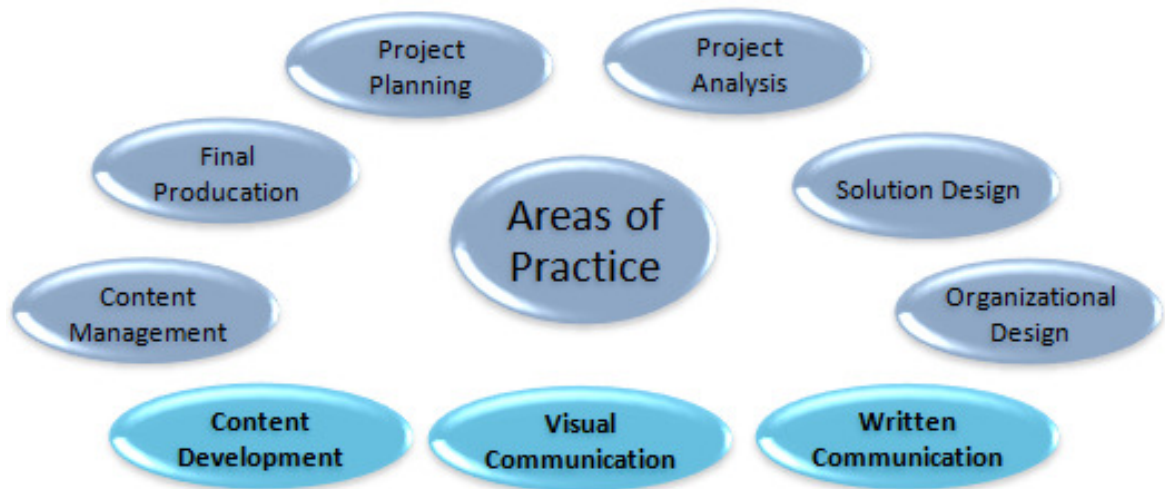 Project
Planning
Project
Analysis
Final
Producation
Solution Design
Areas of
Practice
Content
Management
Organizational
Design
Content
Development
Visual
Communication
Written
Communication